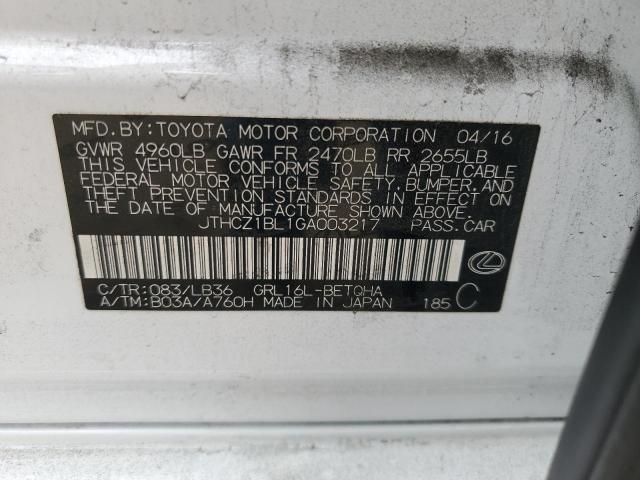 MFD. BY: TOYOTA MOTOR CORPORATION 04/16
GVWR 4960LB GAWR FR 2470LB RR 2655LB
THIS VEHICLE CONFORMS TO ALL APPLICABLE
FEDERAL MOTOR VEHICLE SAFETY, BUMPER, AND
THEFT PREVENTION STANDARDS IN EFFECT ON
THE DATE OF MANUFACTURE SHOWN ABOVE.
JTHCZ1BL1GA003217 PASS. CAR
C/TR: 083/LB36 GRL16L-BETQHA
A/TM: B03A/A760H MADE IN JAPAN 185 C